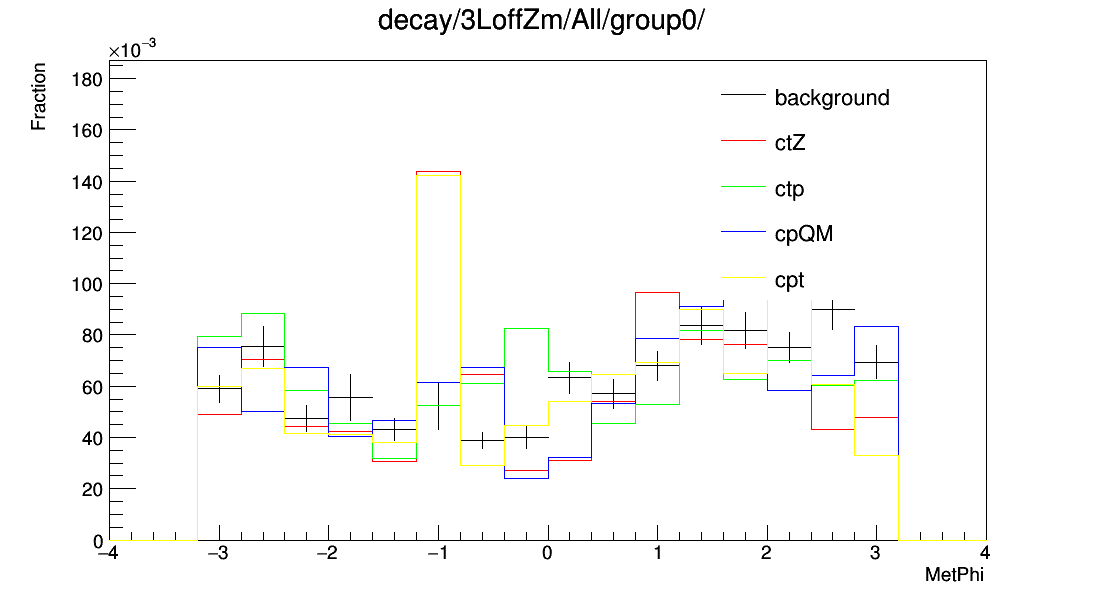 decay/3LoffZm/All/group0/
×10⁻³
Fraction
180
160
140
120
100
80
60
40
20
0
background
ctZ
ctp
cpQM
cpt
−4 −3 −2 −1 0 1 2 3 4
MetPhi